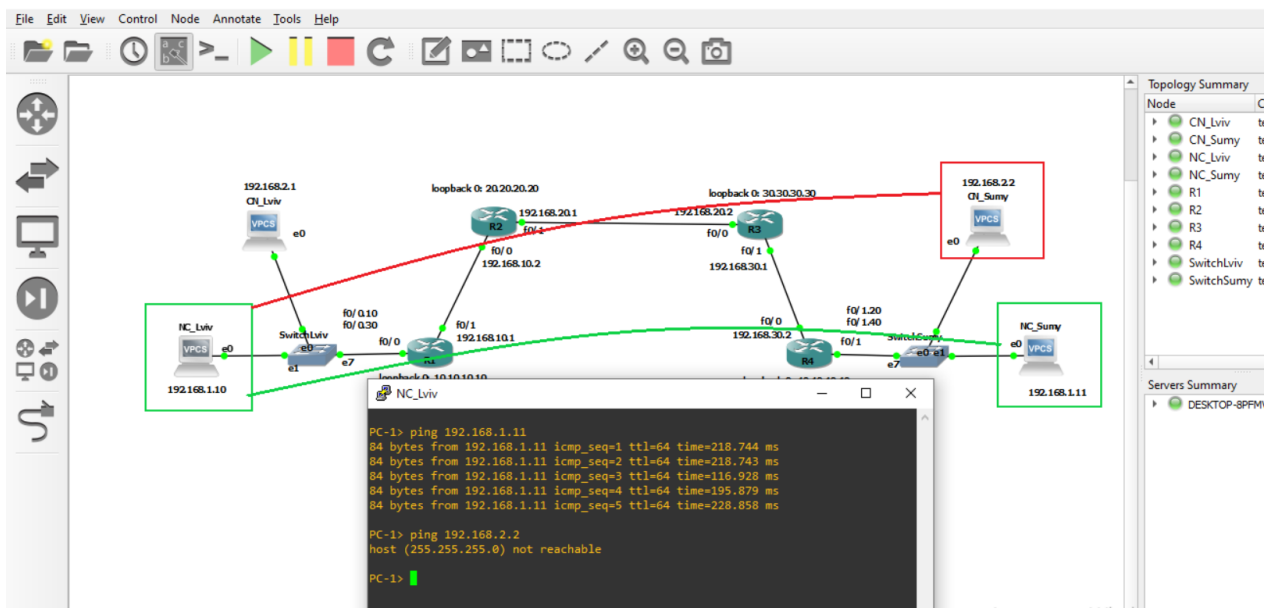 File Edit View Control Node Annotate Tools Help
Topology Summary
Node
CN_Lviv
CN_Sumy
NC_Lviv
NC_Sumy
R1
R2
R3
R4
SwitchLviv
SwitchSumy
Servers Summary
192.168.2.1
CN_Lviv
VPCS
e0
loopback 0: 20.20.20.20
R2
192.168.20.1
f0/1
f0/0
192.168.10.2
loopback 0: 30.30.30.30
192.168.20.2
f0/0
R3
f0/1
192.168.30.1
192.168.2.2
CN_Sumy
VPCS
e0
NC_Lviv
VPCS
e0
192.168.1.10
f0/0.10
f0/0.30
SwitchLviv
e0
e1
e7
f0/0
R1
f0/1
192.168.10.1
loopback 0: 10.10.10.10
f0/0
192.168.30.2
R4
f0/1
f0/1.20
f0/1.40
SwitchSumy
e0 e1
e7
NC_Sumy
e0
VPCS
192.168.1.11
NC_Lviv
PC-1> ping 192.168.1.11
84 bytes from 192.168.1.11 icmp_seq=1 ttl=64 time=218.744 ms
84 bytes from 192.168.1.11 icmp_seq=2 ttl=64 time=218.743 ms
84 bytes from 192.168.1.11 icmp_seq=3 ttl=64 time=116.928 ms
84 bytes from 192.168.1.11 icmp_seq=4 ttl=64 time=195.879 ms
84 bytes from 192.168.1.11 icmp_seq=5 ttl=64 time=228.858 ms
PC-1> ping 192.168.2.2
host (255.255.255.0) not reachable
PC-1>